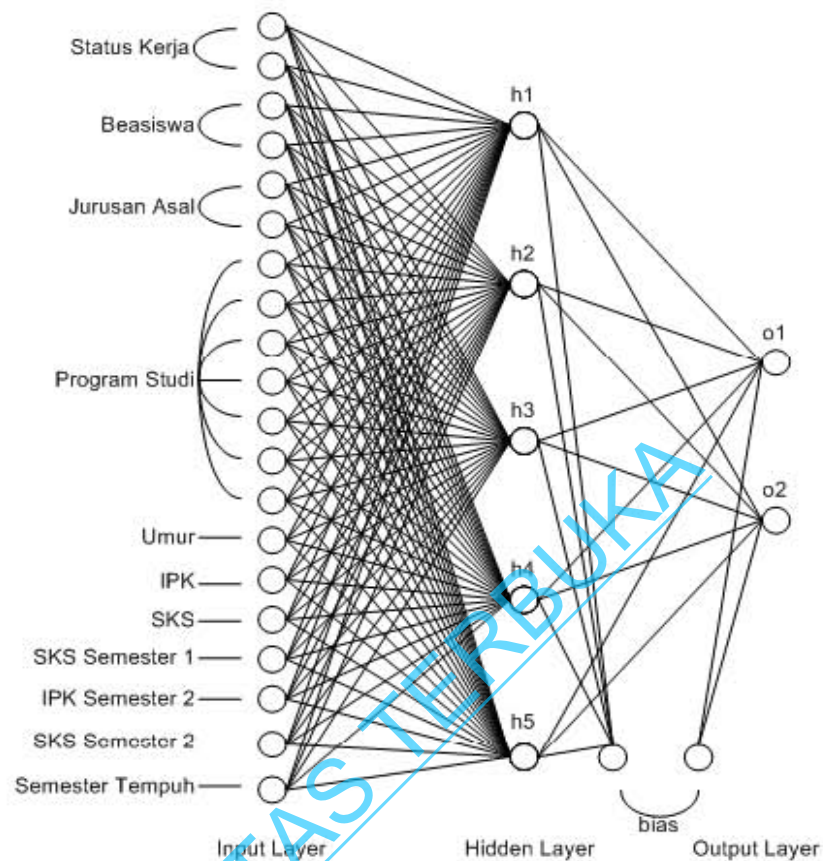 Status Kerja
Beasiswa
Jurusan Asal
Program Studi
Umur
IPK
SKS
SKS Semester 1
IPK Semester 2
SKS Semester 2
Semester Tempuh
h1
h2
h3
h4
h5
o1
o2
bias
Input Layer
Hidden Layer
Output Layer
TAS TERBUKA